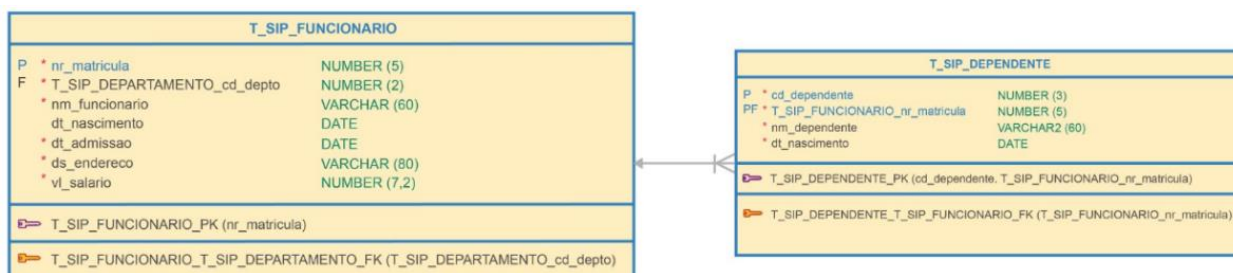 T_SIP_FUNCIONARIO
P * nr_matricula NUMBER (5)
F * T_SIP_DEPARTAMENTO_cd_depto NUMBER (2)
* nm_funcionario VARCHAR (60)
dt_nascimento DATE
* dt_admissao DATE
* ds_endereco VARCHAR (80)
* vl_salario NUMBER (7,2)
T_SIP_FUNCIONARIO_PK (nr_matricula)
T_SIP_FUNCIONARIO_T_SIP_DEPARTAMENTO_FK (T_SIP_DEPARTAMENTO_cd_depto)
T_SIP_DEPENDENTE
P * cd_dependente NUMBER (3)
PF * T_SIP_FUNCIONARIO_nr_matricula NUMBER (5)
* nm_dependente VARCHAR2 (60)
* dt_nascimento DATE
T_SIP_DEPENDENTE_PK (cd_dependente. T_SIP_FUNCIONARIO_nr_matricula)
T_SIP_DEPENDENTE_T_SIP_FUNCIONARIO_FK (T_SIP_FUNCIONARIO_nr_matricula)